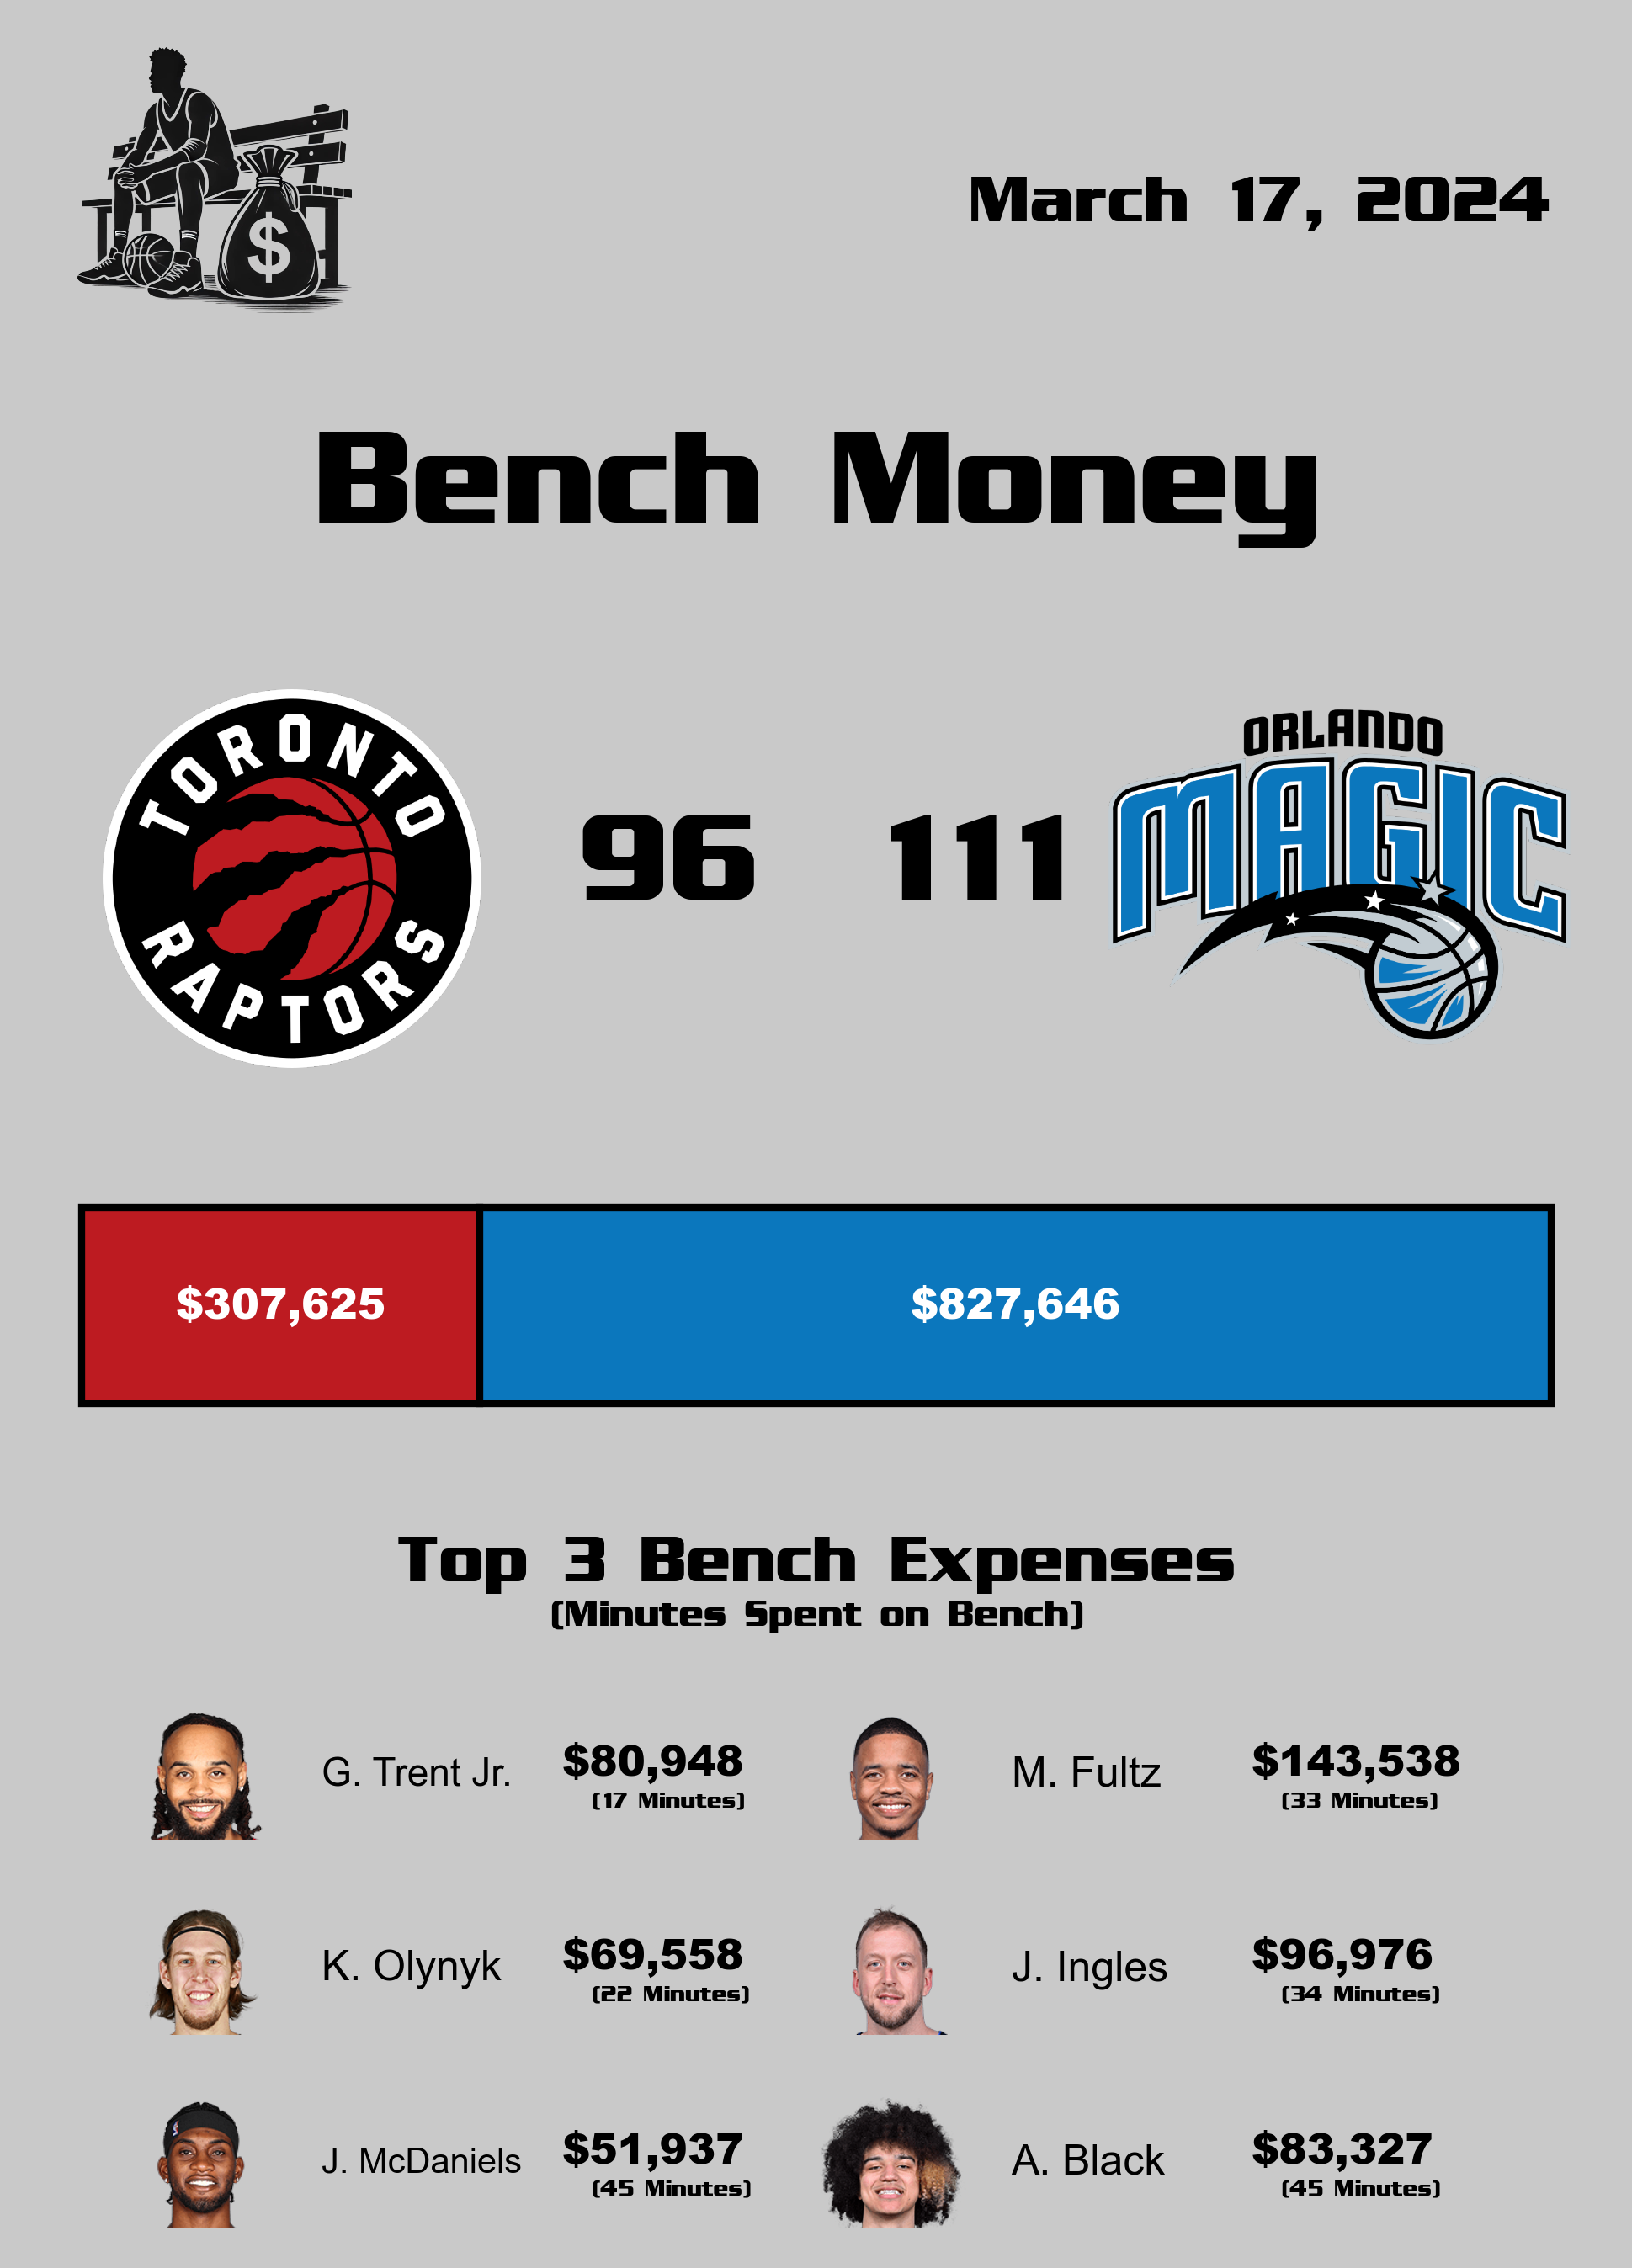 $
March 17, 2024
Bench Money
TORONTO
RAPTORS
96
111
ORLANDO
MAGIC
$307,625
$827,646
Top 3 Bench Expenses
(Minutes Spent on Bench)
G. Trent Jr.
$80,948
(17 Minutes)
M. Fultz
$143,538
(33 Minutes)
K. Olynyk
$69,558
(22 Minutes)
J. Ingles
$96,976
(34 Minutes)
J. McDaniels
$51,937
(45 Minutes)
A. Black
$83,327
(45 Minutes)